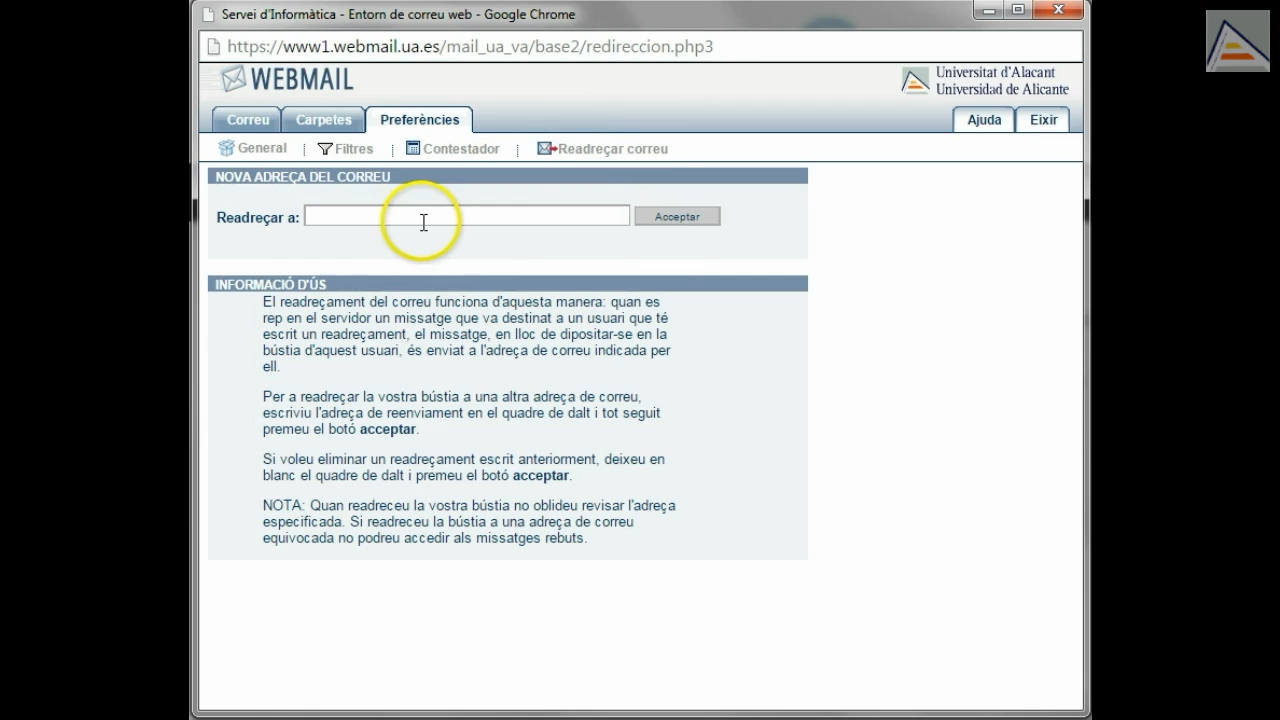 Servei d'Informàtica - Entorn de correu web - Google Chrome
https://www1.webmail.ua.es/mail_ua_va/base2/redireccion.php3
WEBMAIL
Universitat d'Alacant
Universidad de Alicante
Correu Carpetes Preferències Ajuda Eixir
General | Filtres | Contestador | Readreçar correu
NOVA ADREÇA DEL CORREU
Readreçar a: Acceptar
INFORMACIÓ D'ÚS
El readreçament del correu funciona d'aquesta manera: quan es
rep en el servidor un missatge que va destinat a un usuari que té
escrit un readreçament, el missatge, en lloc de dipositar-se en la
bústia d'aquest usuari, és enviat a l'adreça de correu indicada per
ell.
Per a readreçar la vostra bústia a una altra adreça de correu,
escriviu l'adreça de reenviament en el quadre de dalt i tot seguit
premeu el botó acceptar.
Si voleu eliminar un readreçament escrit anteriorment, deixeu en
blanc el quadre de dalt i premeu el botó acceptar.
NOTA: Quan readreceu la vostra bústia no oblideu revisar l'adreça
especificada. Si readreceu la bústia a una adreça de correu
equivocada no podreu accedir als missatges rebuts.